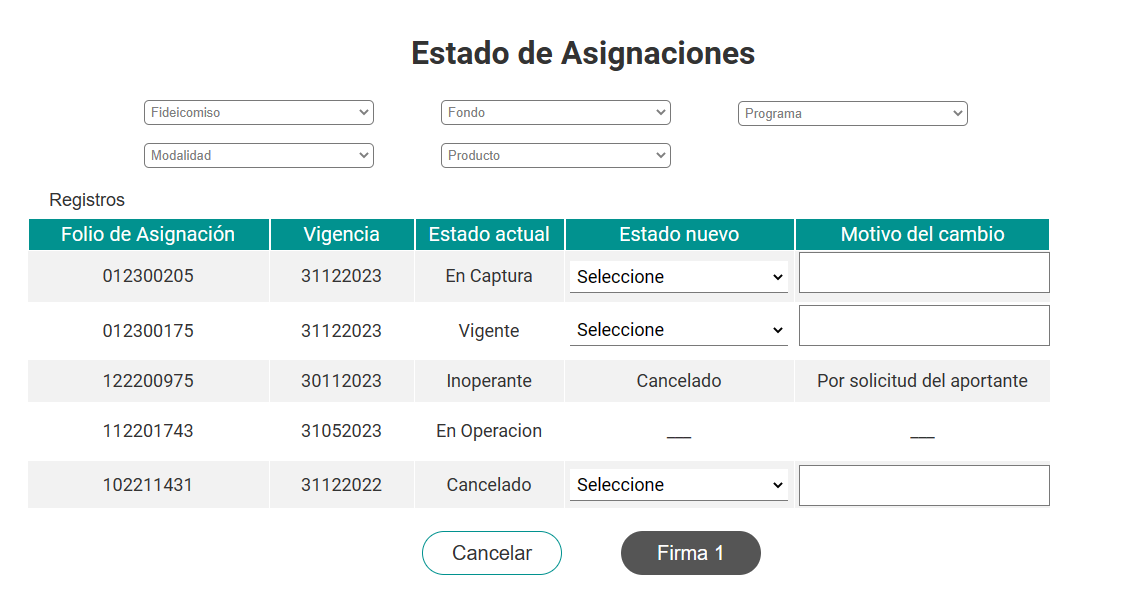 Estado de Asignaciones
Fideicomiso Fondo Programa
Modalidad Producto
Registros
Folio de Asignación Vigencia Estado actual Estado nuevo Motivo del cambio
012300205 31122023 En Captura Seleccione
012300175 31122023 Vigente Seleccione
122200975 30112023 Inoperante Cancelado Por solicitud del aportante
112201743 31052023 En Operacion ___ ___
102211431 31122022 Cancelado Seleccione
Cancelar Firma 1